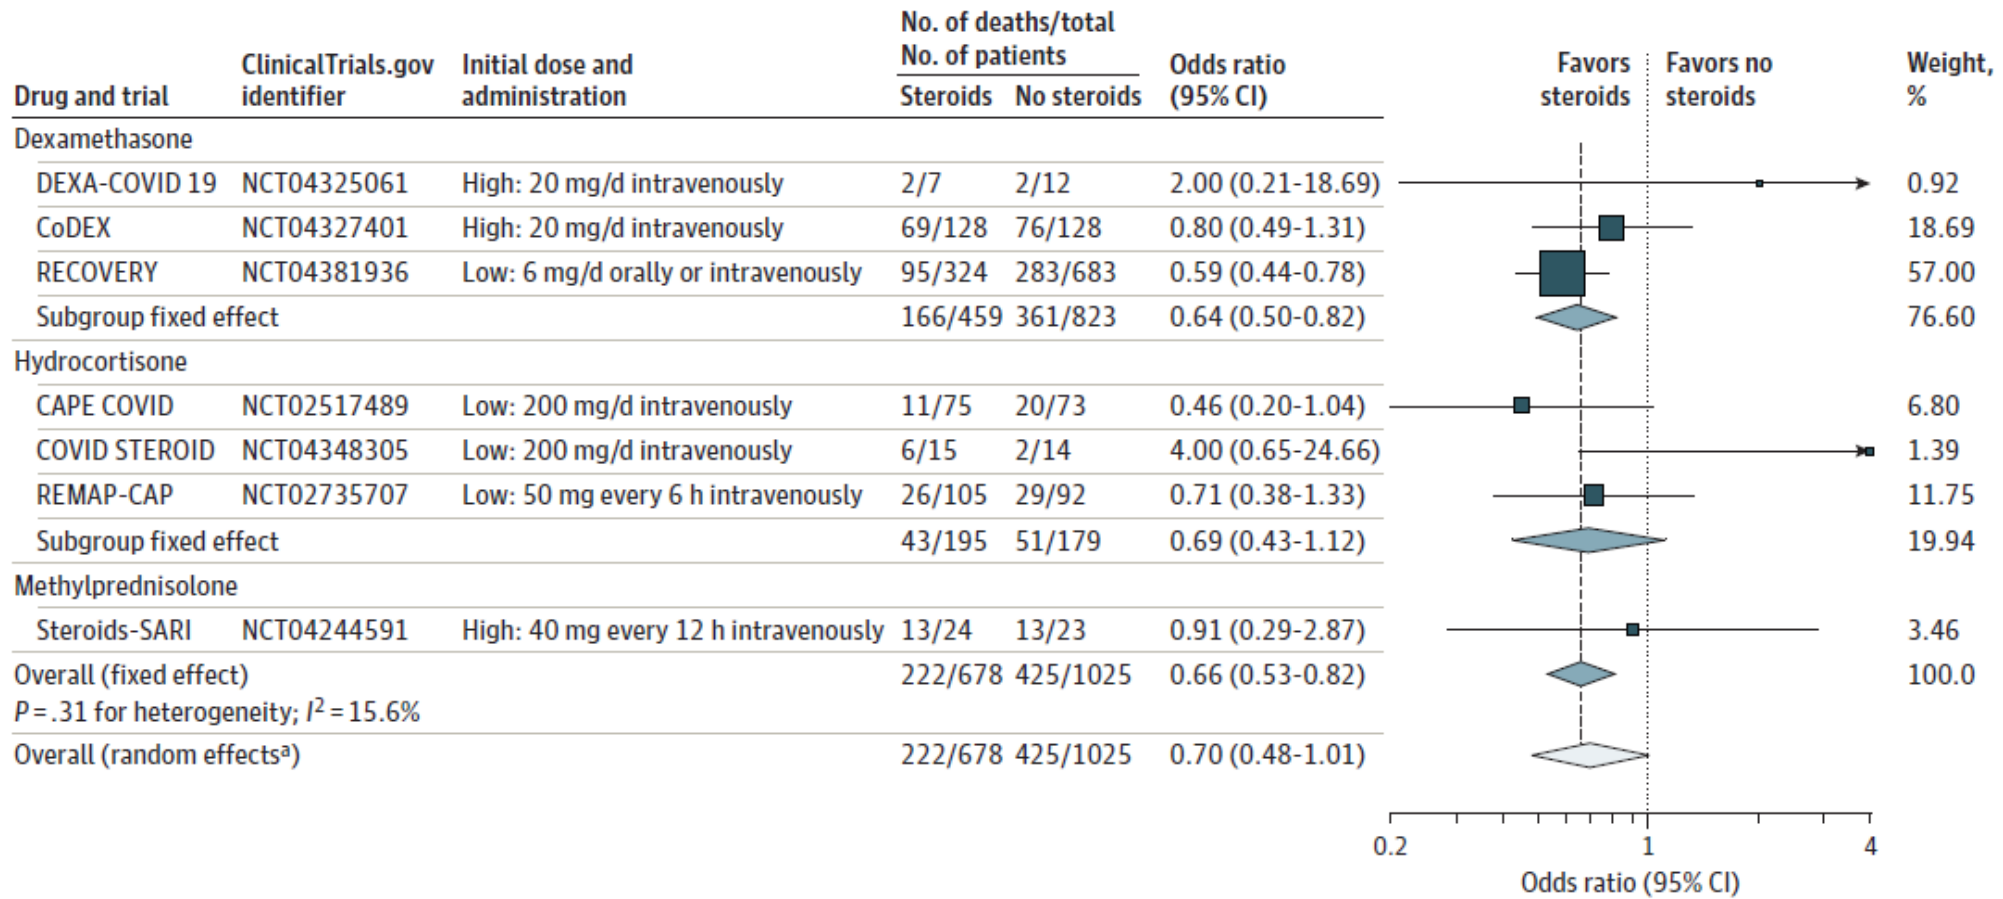 No. of deaths/total
No. of patients
Drug and trial ClinicalTrials.gov identifier Initial dose and administration Steroids No steroids Odds ratio (95% CI) Favors steroids Favors no steroids Weight, %
Dexamethasone
DEXA-COVID 19 NCT04325061 High: 20 mg/d intravenously 2/7 2/12 2.00 (0.21-18.69) 0.92
CoDEX NCT04327401 High: 20 mg/d intravenously 69/128 76/128 0.80 (0.49-1.31) 18.69
RECOVERY NCT04381936 Low: 6 mg/d orally or intravenously 95/324 283/683 0.59 (0.44-0.78) 57.00
Subgroup fixed effect 166/459 361/823 0.64 (0.50-0.82) 76.60
Hydrocortisone
CAPE COVID NCT02517489 Low: 200 mg/d intravenously 11/75 20/73 0.46 (0.20-1.04) 6.80
COVID STEROID NCT04348305 Low: 200 mg/d intravenously 6/15 2/14 4.00 (0.65-24.66) 1.39
REMAP-CAP NCT02735707 Low: 50 mg every 6 h intravenously 26/105 29/92 0.71 (0.38-1.33) 11.75
Subgroup fixed effect 43/195 51/179 0.69 (0.43-1.12) 19.94
Methylprednisolone
Steroids-SARI NCT04244591 High: 40 mg every 12 h intravenously 13/24 13/23 0.91 (0.29-2.87) 3.46
Overall (fixed effect) 222/678 425/1025 0.66 (0.53-0.82) 100.0
P = .31 for heterogeneity; I² = 15.6%
Overall (random effectsᵃ) 222/678 425/1025 0.70 (0.48-1.01)
0.2 1 4
Odds ratio (95% CI)